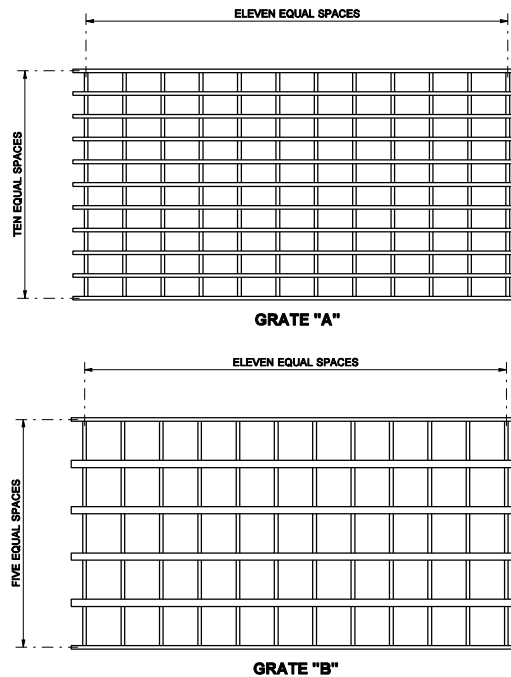 ELEVEN EQUAL SPACES
TEN EQUAL SPACES
GRATE "A"
ELEVEN EQUAL SPACES
FIVE EQUAL SPACES
GRATE "B"